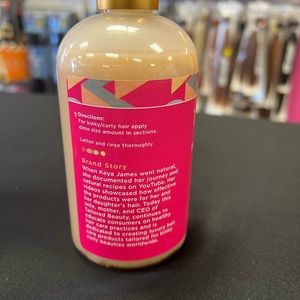 Directions:
For kinky/curly hair apply
dime size amount in sections.
Lather and rinse thoroughly.
Brand Story
When Keya James went natural,
she documented her journey and
natural recipes on YouTube. Her
videos showcased how effective
the products were for her and
her daughter's hair. Today this
wife, mother, and CEO of
Tailored Beauty, continues to
educate consumers on healthy
hair care practices and is
dedicated to creating luxury hair
care products tailored for kinky
curly beauties worldwide.